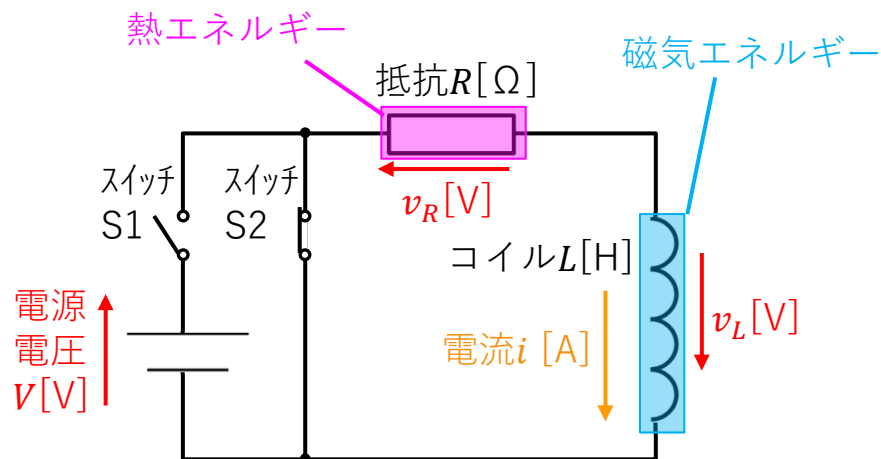 熱エネルギー
磁気エネルギー
抵抗R[Ω]
スイッチ
S1
スイッチ
S2
v_R[V]
コイルL[H]
電源
電圧
V[V]
電流i [A]
v_L[V]